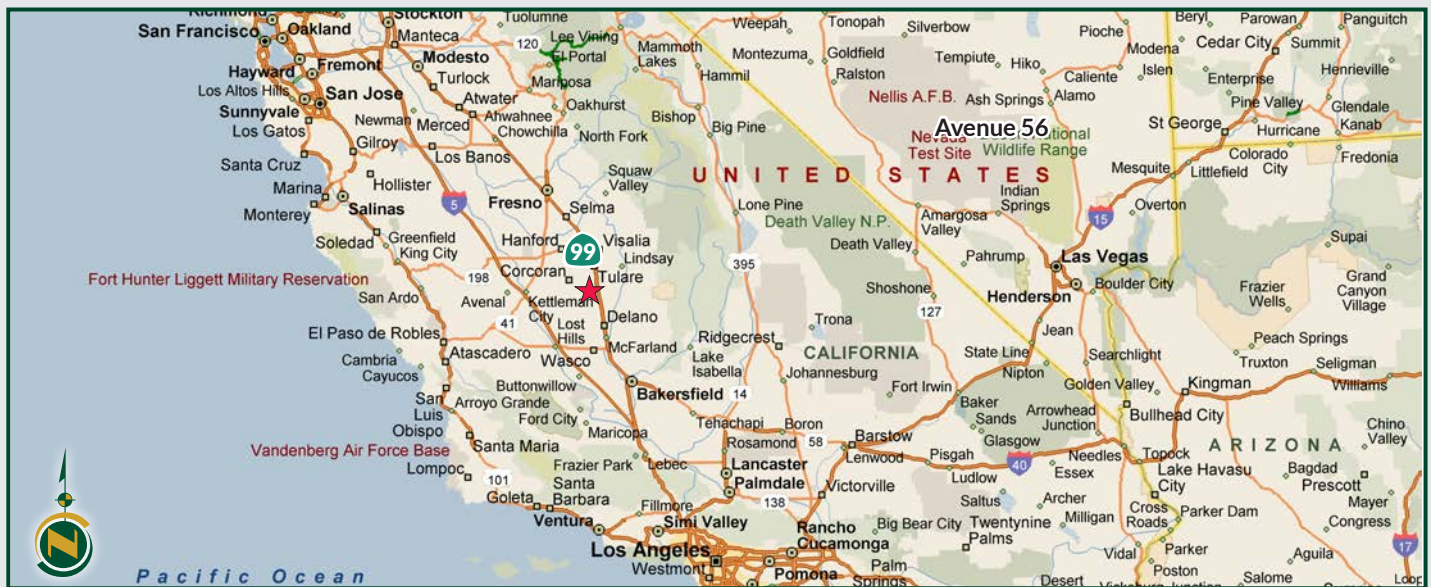 Richmond
Stockton
Tuolumne
Lee Vining
Weepah
Tonopah
Silverbow
Pioche
Beryl
Parowan
Panguitch
San Francisco
Oakland
Manteca
120
El Portal
Mammoth
Lakes
Montezuma
Goldfield
Tempiute
Hiko
Modena
Cedar City
Summit
Hayward
Fremont
Modesto
Mariposa
Hammil
Ralston
Caliente
Islen
Enterprise
Henrieville
Los Altos Hills
San Jose
Turlock
Atwater
Oakhurst
Nellis A.F.B.
Ash Springs
Alamo
Pine Valley
Glendale
Sunnyvale
Newman
Merced
Ahwahnee
Chowchilla
North Fork
Bishop
Big Pine
Avenue 56
St George
Hurricane
Kanab
Los Gatos
Gilroy
Los Banos
Nevada
Test Site
National
Wildlife Range
Colorado
City
Fredonia
Santa Cruz
Hollister
Squaw
Valley
UNITED STATES
Mesquite
Littlefield
Marina
Salinas
5
Fresno
Selma
Lone Pine
Indian
Springs
15
Overton
Monterey
Death Valley N.P.
Amargosa
Valley
Soledad
Greenfield
King City
Hanford
99
Visalia
Lindsay
Death Valley
Pahrump
Las Vegas
Supai
Fort Hunter Liggett Military Reservation
198
Corcoran
Tulare
395
Shoshone
Henderson
Boulder City
Frazier
Wells
Grand
Canyon
Village
San Ardo
Avenal
Kettleman
City
127
El Paso de Robles
41
Lost
Hills
Delano
Trona
Jean
Peach Springs
Cambria
Atascadero
Wasco
McFarland
Ridgecrest
CALIFORNIA
State Line
Searchlight
Truxton
Seligman
Cayucos
Lake
Isabella
Johannesburg
Nipton
Williams
Buttonwillow
Bakersfield
14
Fort Irwin
Golden Valley
Kingman
San
Luis
Obispo
Arroyo Grande
Ford City
Baker
Sands
Arrowhead
Junction
Bullhead City
Chino
Valley
Maricopa
Tehachapi
Boron
Glasgow
ARIZONA
Vandenberg Air Force Base
Santa Maria
Rosamond
58
Barstow
Lenwood
Pisgah
40
Needles
Topock
Lompoc
Frazier Park
Lebec
Lancaster
Ludlow
Essex
Lake Havasu
City
Bagdad
Prescott
101
Santa
Barbara
Palmdale
Victorville
Saltus
Archer
Mayer
Goleta
Fillmore
138
Milligan
Cross
Roads
Parker Dam
Congress
Ventura
Simi Valley
Rancho
Cucamonga
Big Bear City
Twentynine
Palms
N
Los Angeles
Vidal
Parker
Aguila
17
Westmont
Pomona
Palm
Springs
Poston
Pacific Ocean
Desert
Salome